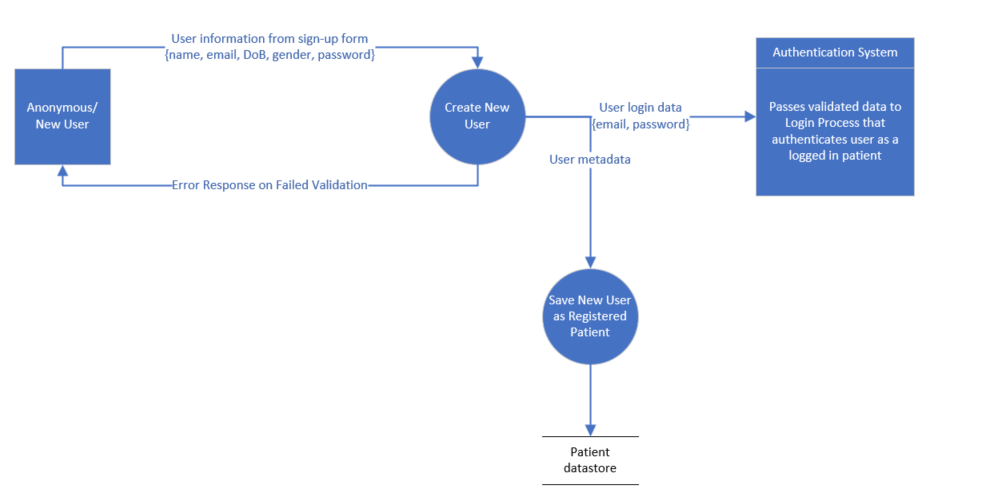 User information from sign-up form
{name, email, DoB, gender, password}
Anonymous/
New User
Create New
User
Error Response on Failed Validation
User login data
{email, password}
User metadata
Authentication System
Passes validated data to
Login Process that
authenticates user as a
logged in patient
Save New User
as Registered
Patient
Patient
datastore